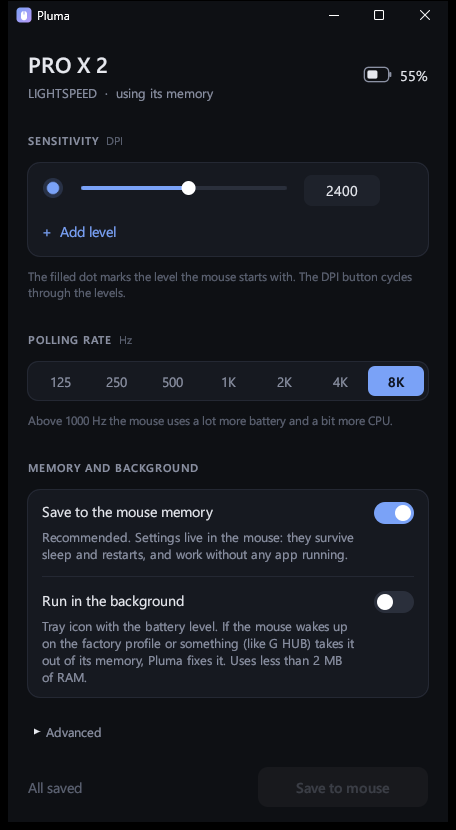 Pluma
PRO X 2
LIGHTSPEED · using its memory
55%
SENSITIVITY DPI
2400
+ Add level
The filled dot marks the level the mouse starts with. The DPI button cycles
through the levels.
POLLING RATE Hz
125 250 500 1K 2K 4K 8K
Above 1000 Hz the mouse uses a lot more battery and a bit more CPU.
MEMORY AND BACKGROUND
Save to the mouse memory
Recommended. Settings live in the mouse: they survive
sleep and restarts, and work without any app running.
Run in the background
Tray icon with the battery level. If the mouse wakes up
on the factory profile or something (like G HUB) takes it
out of its memory, Pluma fixes it. Uses less than 2 MB
of RAM.
Advanced
All saved
Save to mouse